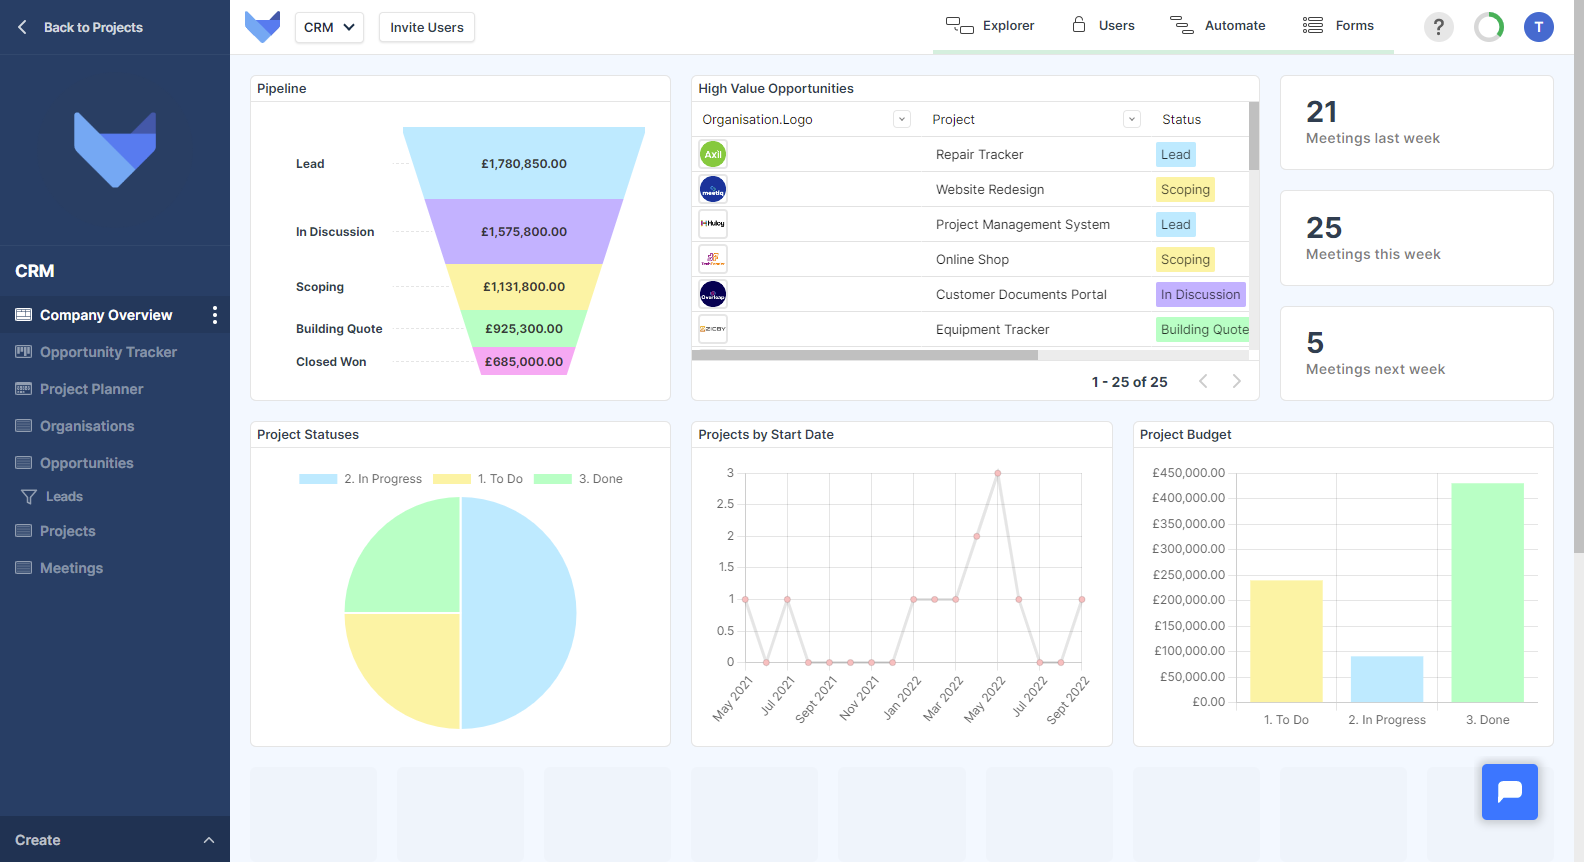 Back to Projects
CRM
Company Overview
Opportunity Tracker
Project Planner
Organisations
Opportunities
Leads
Projects
Meetings
Create
CRM
Invite Users
Explorer
Users
Automate
Forms
?
T
Pipeline
Lead £1,780,850.00
In Discussion £1,575,800.00
Scoping £1,131,800.00
Building Quote £925,300.00
Closed Won £685,000.00
High Value Opportunities
Organisation.Logo Project Status
Axil Repair Tracker Lead
meetiq Website Redesign Scoping
Huloy Project Management System Lead
Online Shop Scoping
Overleap Customer Documents Portal In Discussion
ZICBY Equipment Tracker Building Quote
1 - 25 of 25
21
Meetings last week
25
Meetings this week
5
Meetings next week
Project Statuses
2. In Progress 1. To Do 3. Done
Projects by Start Date
3
2.5
2
1.5
1
0.5
0
May 2021 Jul 2021 Sept 2021 Nov 2021 Jan 2022 Mar 2022 May 2022 Jul 2022 Sept 2022
Project Budget
£450,000.00
£400,000.00
£350,000.00
£300,000.00
£250,000.00
£200,000.00
£150,000.00
£100,000.00
£50,000.00
£0.00
1. To Do 2. In Progress 3. Done